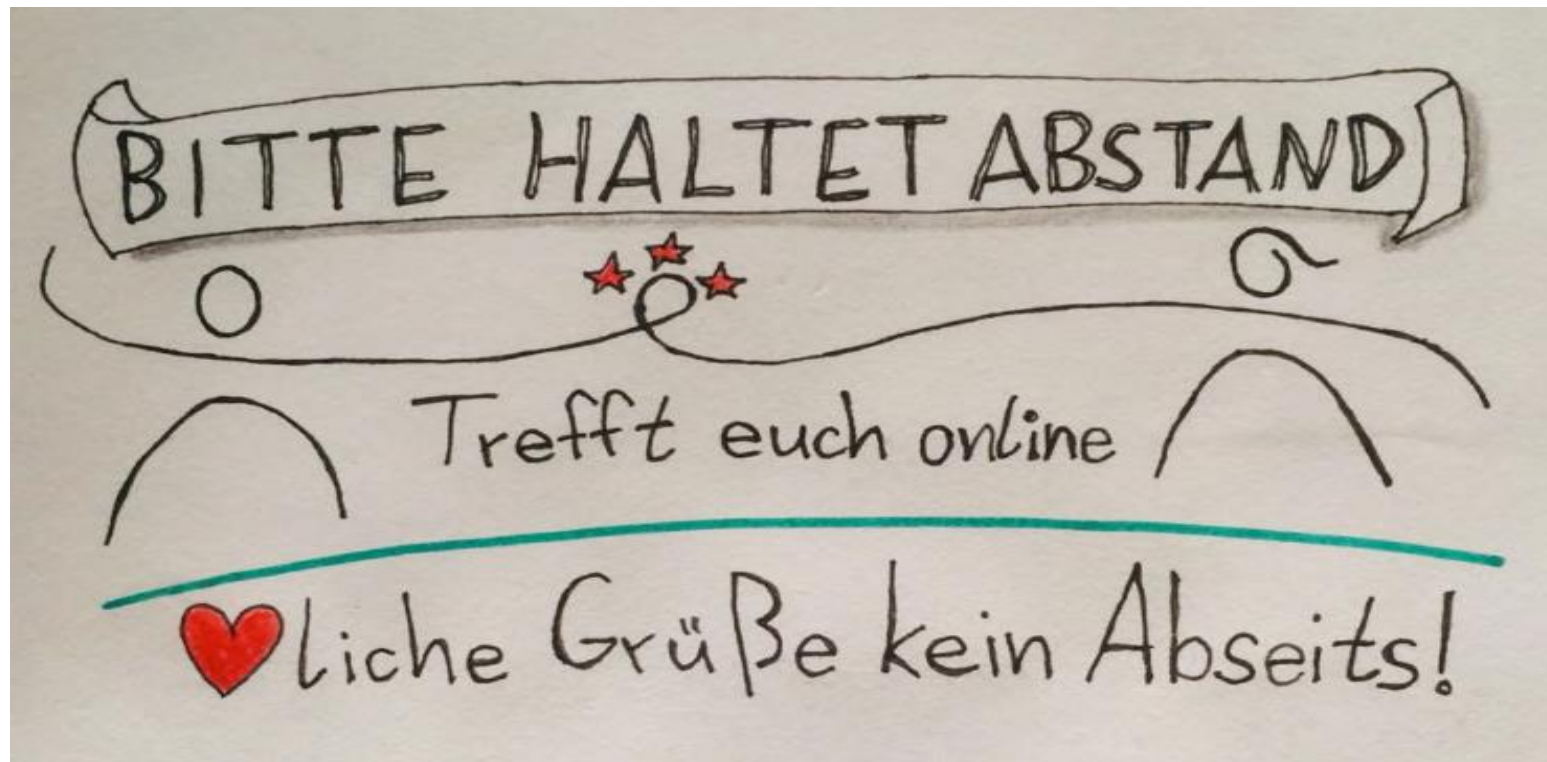 BITTE HALTET ABSTAND
Trefft euch online
❤liche Grüße kein Abseits!